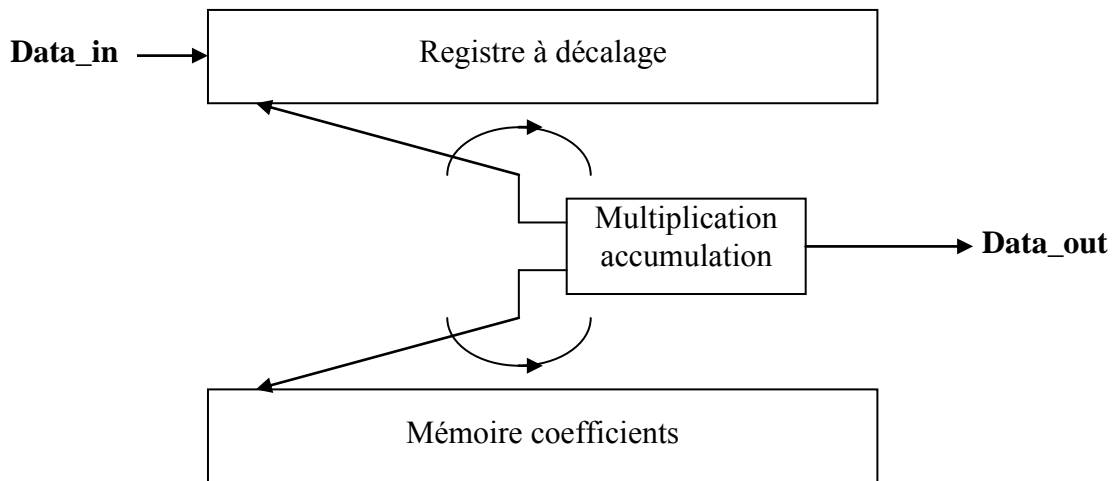 Data_in
Registre à décalage
Multiplication
accumulation
Data_out
Mémoire coefficients